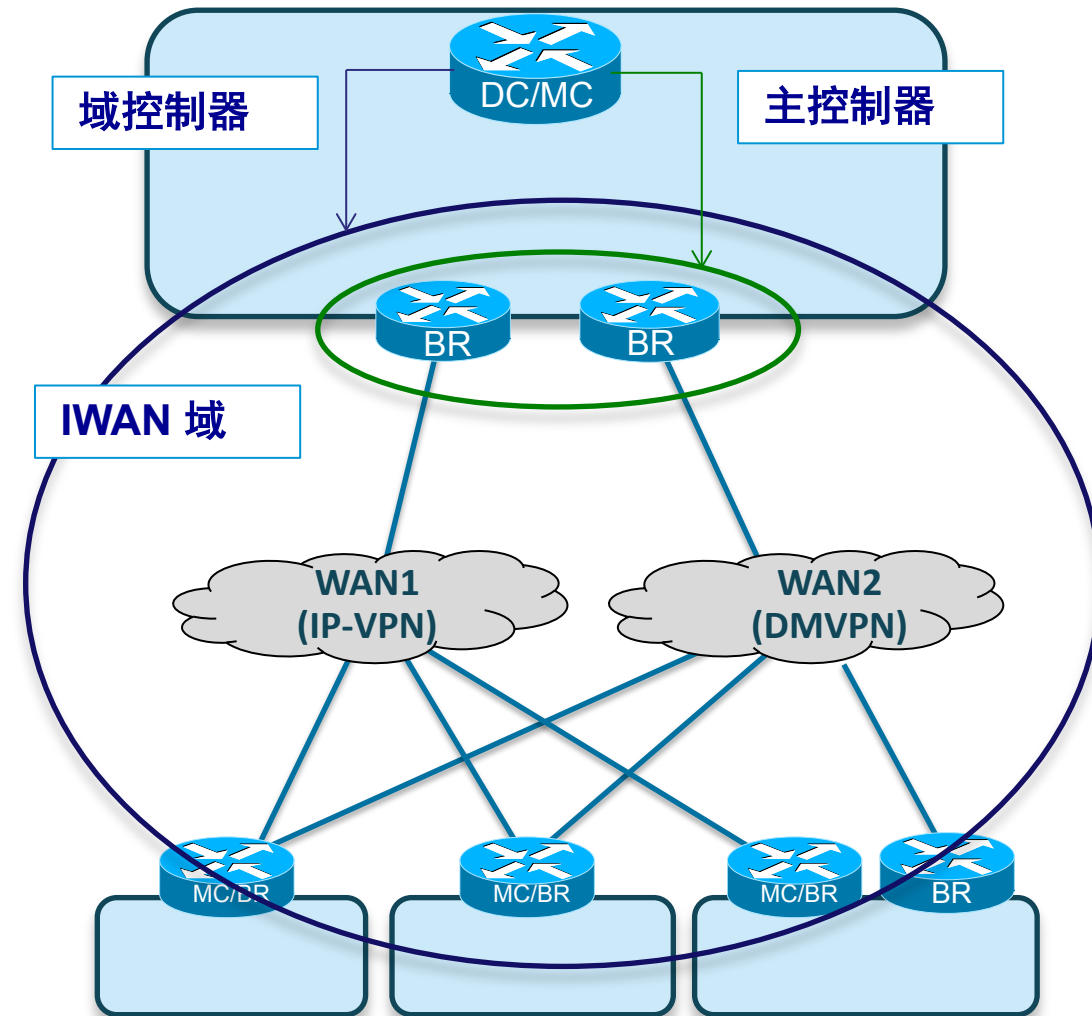 DC/MC
域控制器
主控制器
BR
BR
IWAN 域
WAN1
(IP-VPN)
WAN2
(DMVPN)
MC/BR
MC/BR
MC/BR
BR